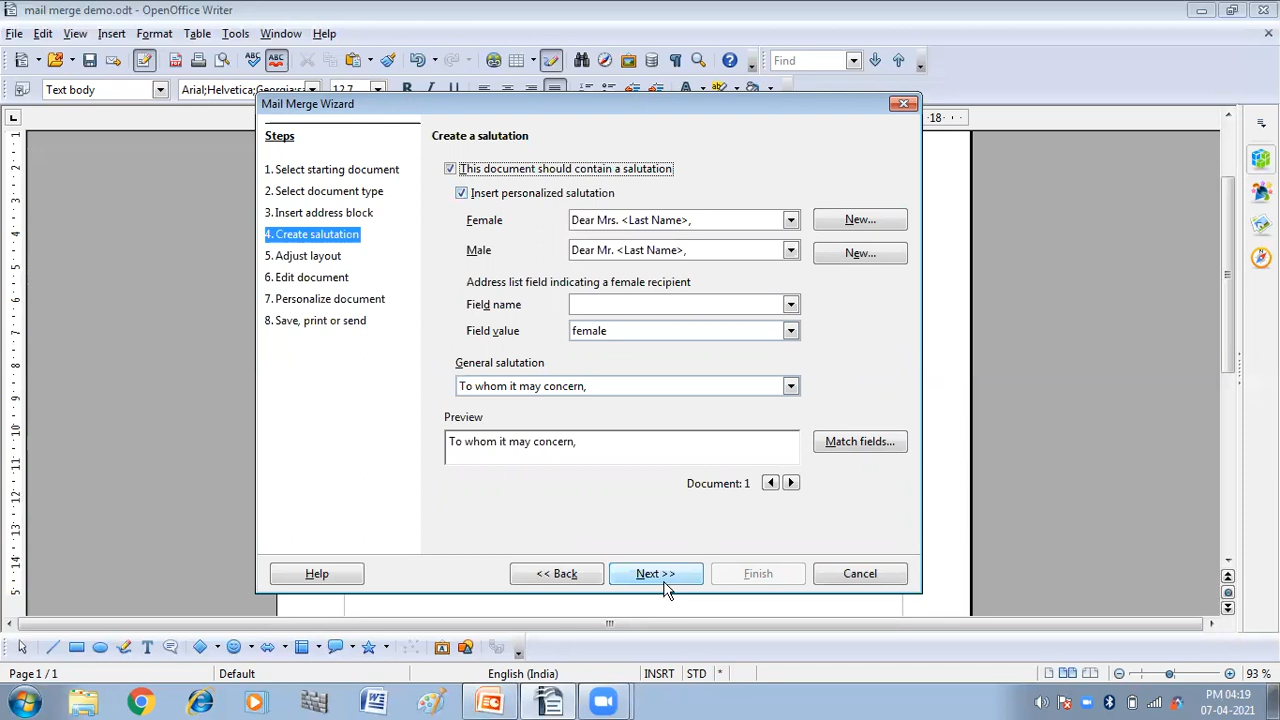 mail merge demo.odt - OpenOffice Writer
File Edit View Insert Format Table Tools Window Help
Find
Text body
Arial;Helvetica;Georgia;
12.7
18
Mail Merge Wizard
Steps
1. Select starting document
2. Select document type
3. Insert address block
4. Create salutation
5. Adjust layout
6. Edit document
7. Personalize document
8. Save, print or send
Create a salutation
This document should contain a salutation
Insert personalized salutation
Female Dear Mrs. <Last Name>, New...
Male Dear Mr. <Last Name>, New...
Address list field indicating a female recipient
Field name
Field value female
General salutation
To whom it may concern,
Preview
To whom it may concern,
Match fields...
Document: 1
Help << Back Next >> Finish Cancel
Page 1 / 1 Default English (India) INSRT STD * 93 %
PM 04:19
07-04-2021